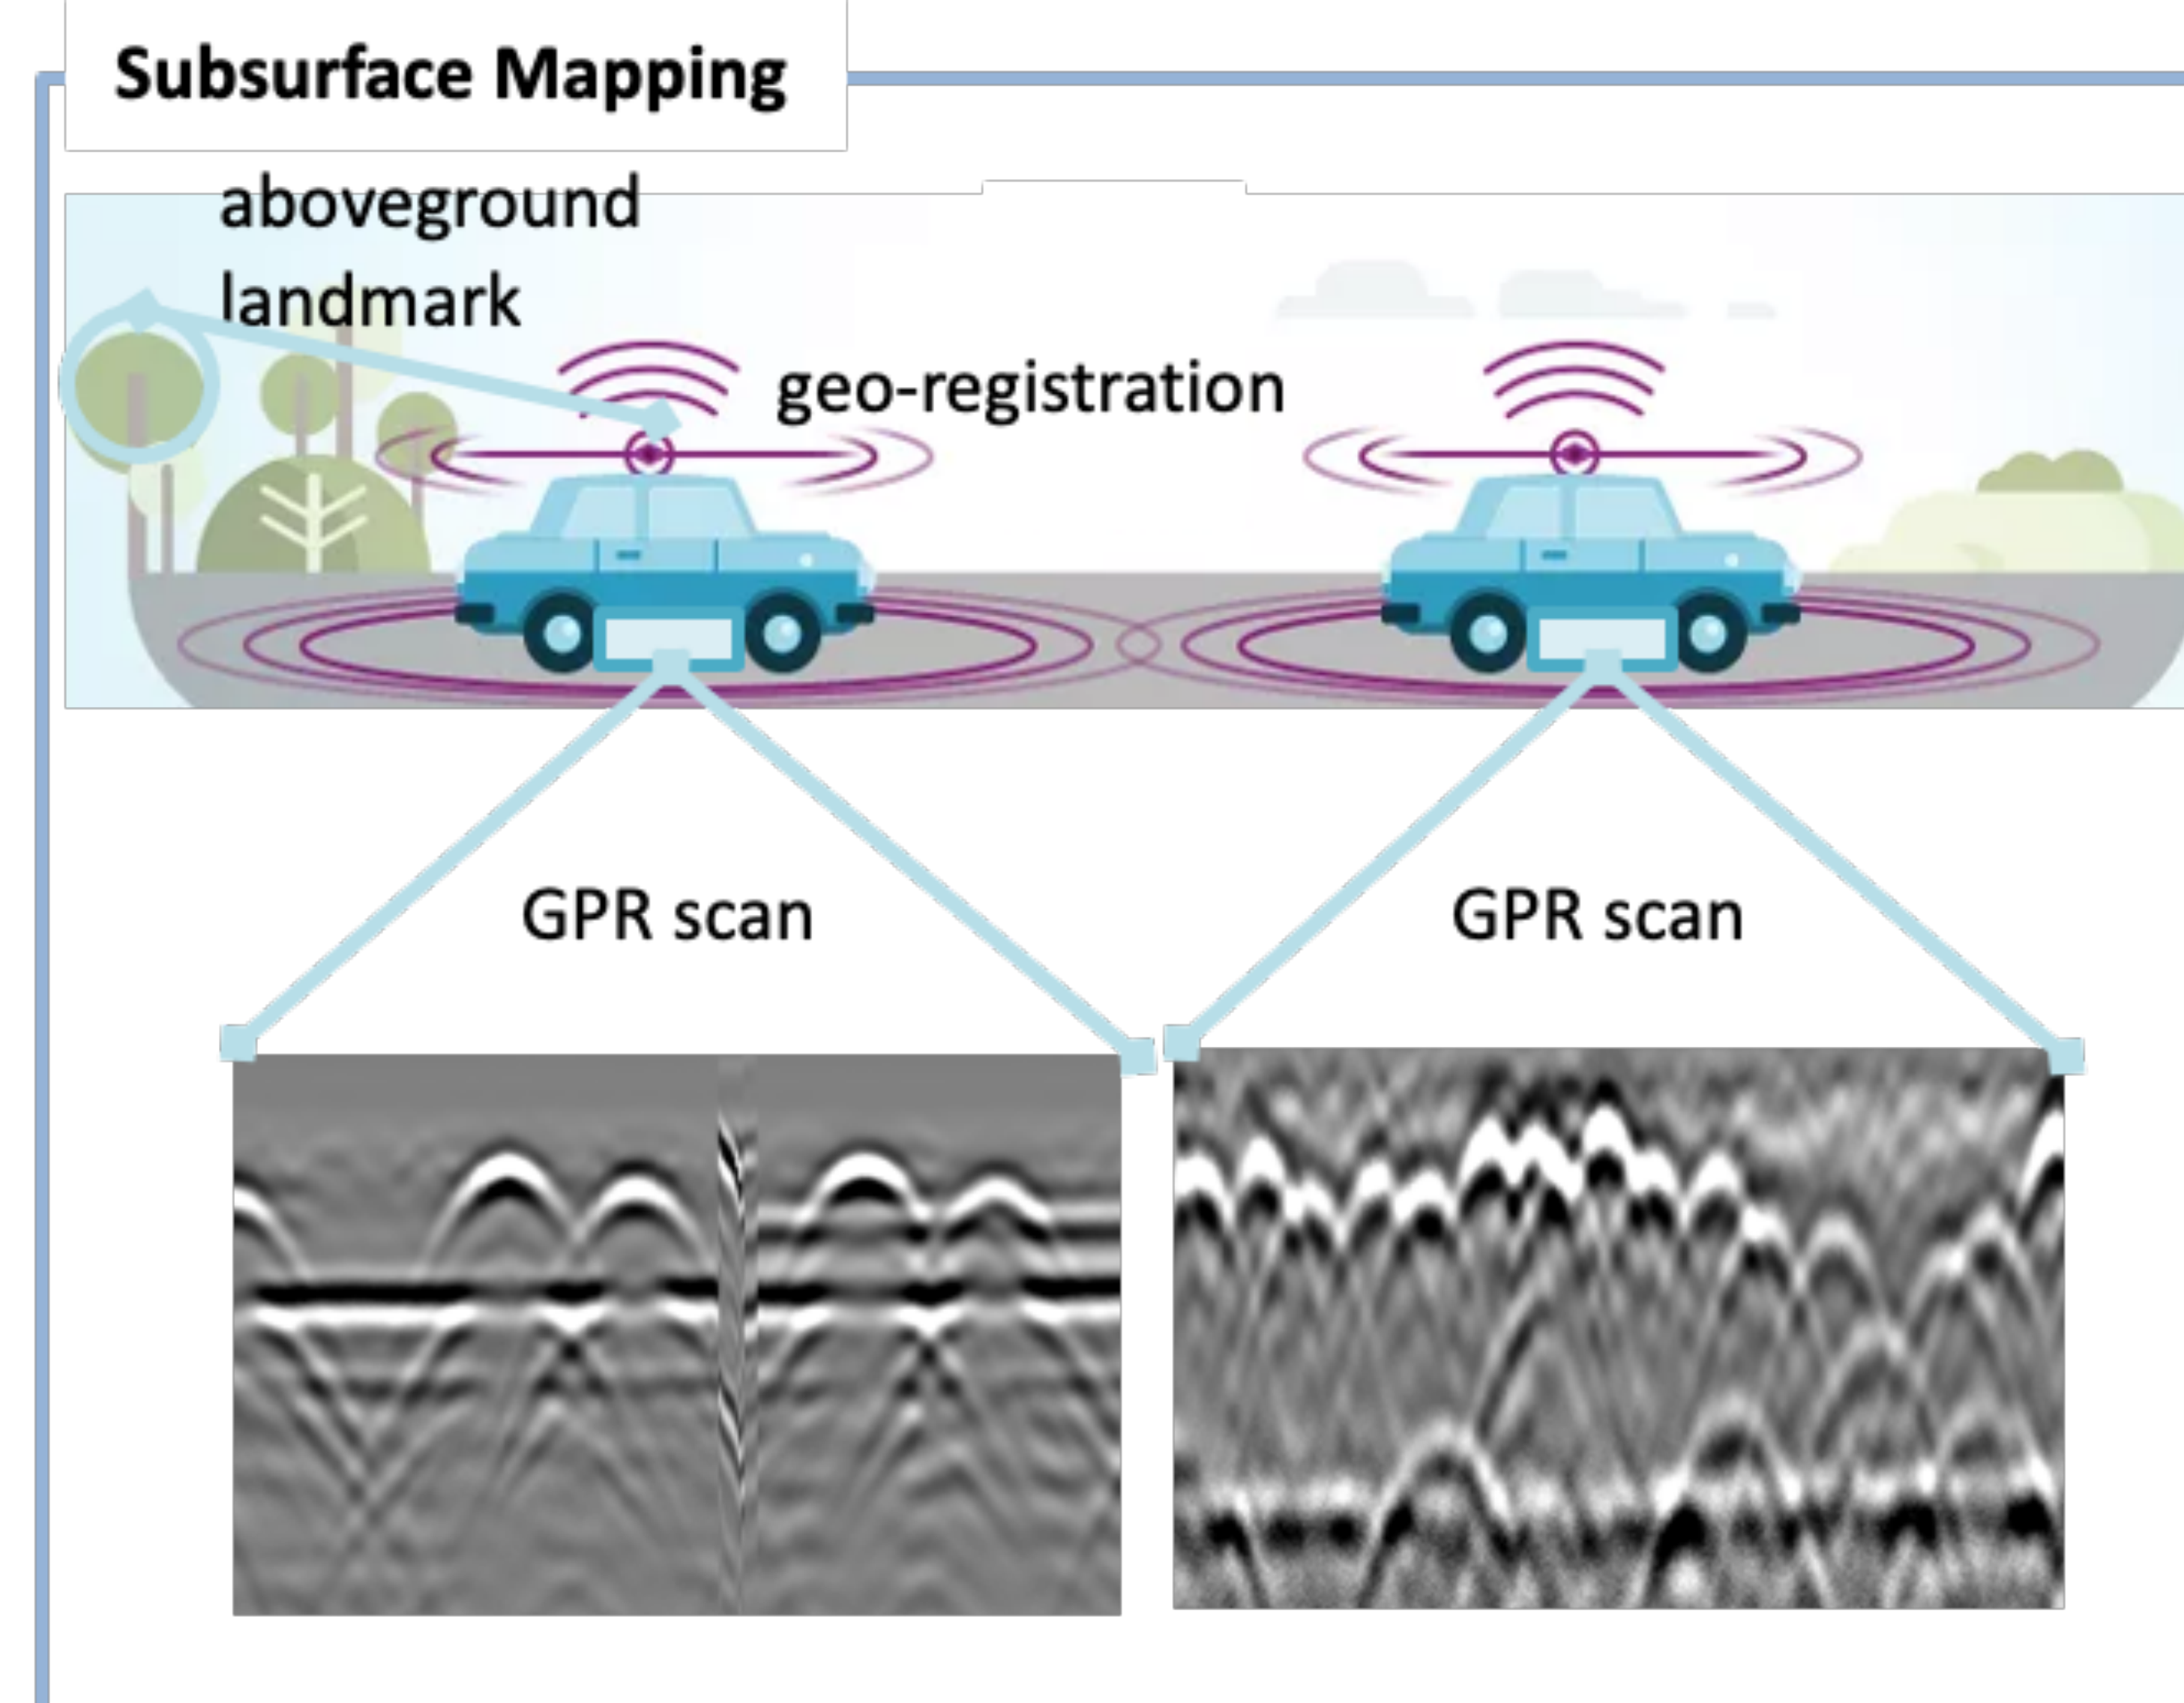 Subsurface Mapping
aboveground
landmark
geo-registration
GPR scan
GPR scan